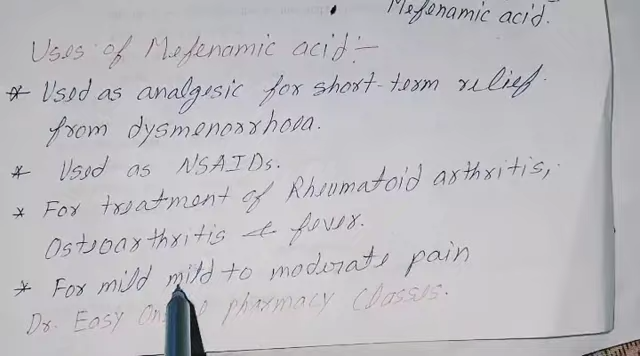 Mefenamic acid.
Uses of Mefenamic acid:-
* Used as analgesic for short-term relief
from dysmenorrhoea.
* Used as NSAIDs.
* For treatment of Rheumatoid arthritis,
Osteoarthritis & fever.
* For mild mild to moderate pain
Dr. Easy Pharmacy Classes.